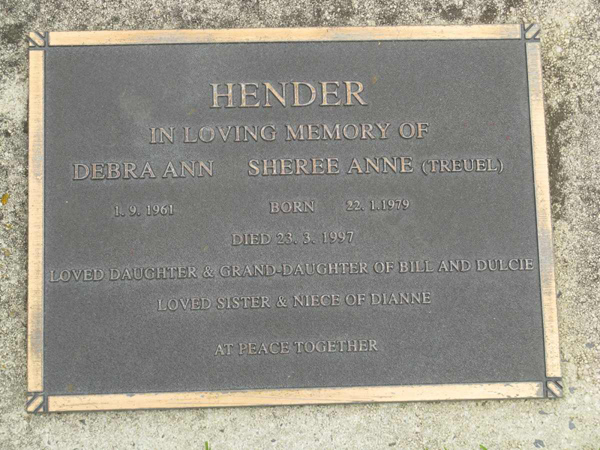 HENDER
IN LOVING MEMORY OF
DEBRA ANN SHEREE ANNE (TREUEL)
1. 9. 1961 BORN 22. 1.1979
DIED 23. 3. 1997
LOVED DAUGHTER & GRAND-DAUGHTER OF BILL AND DULCIE
LOVED SISTER & NIECE OF DIANNE
AT PEACE TOGETHER